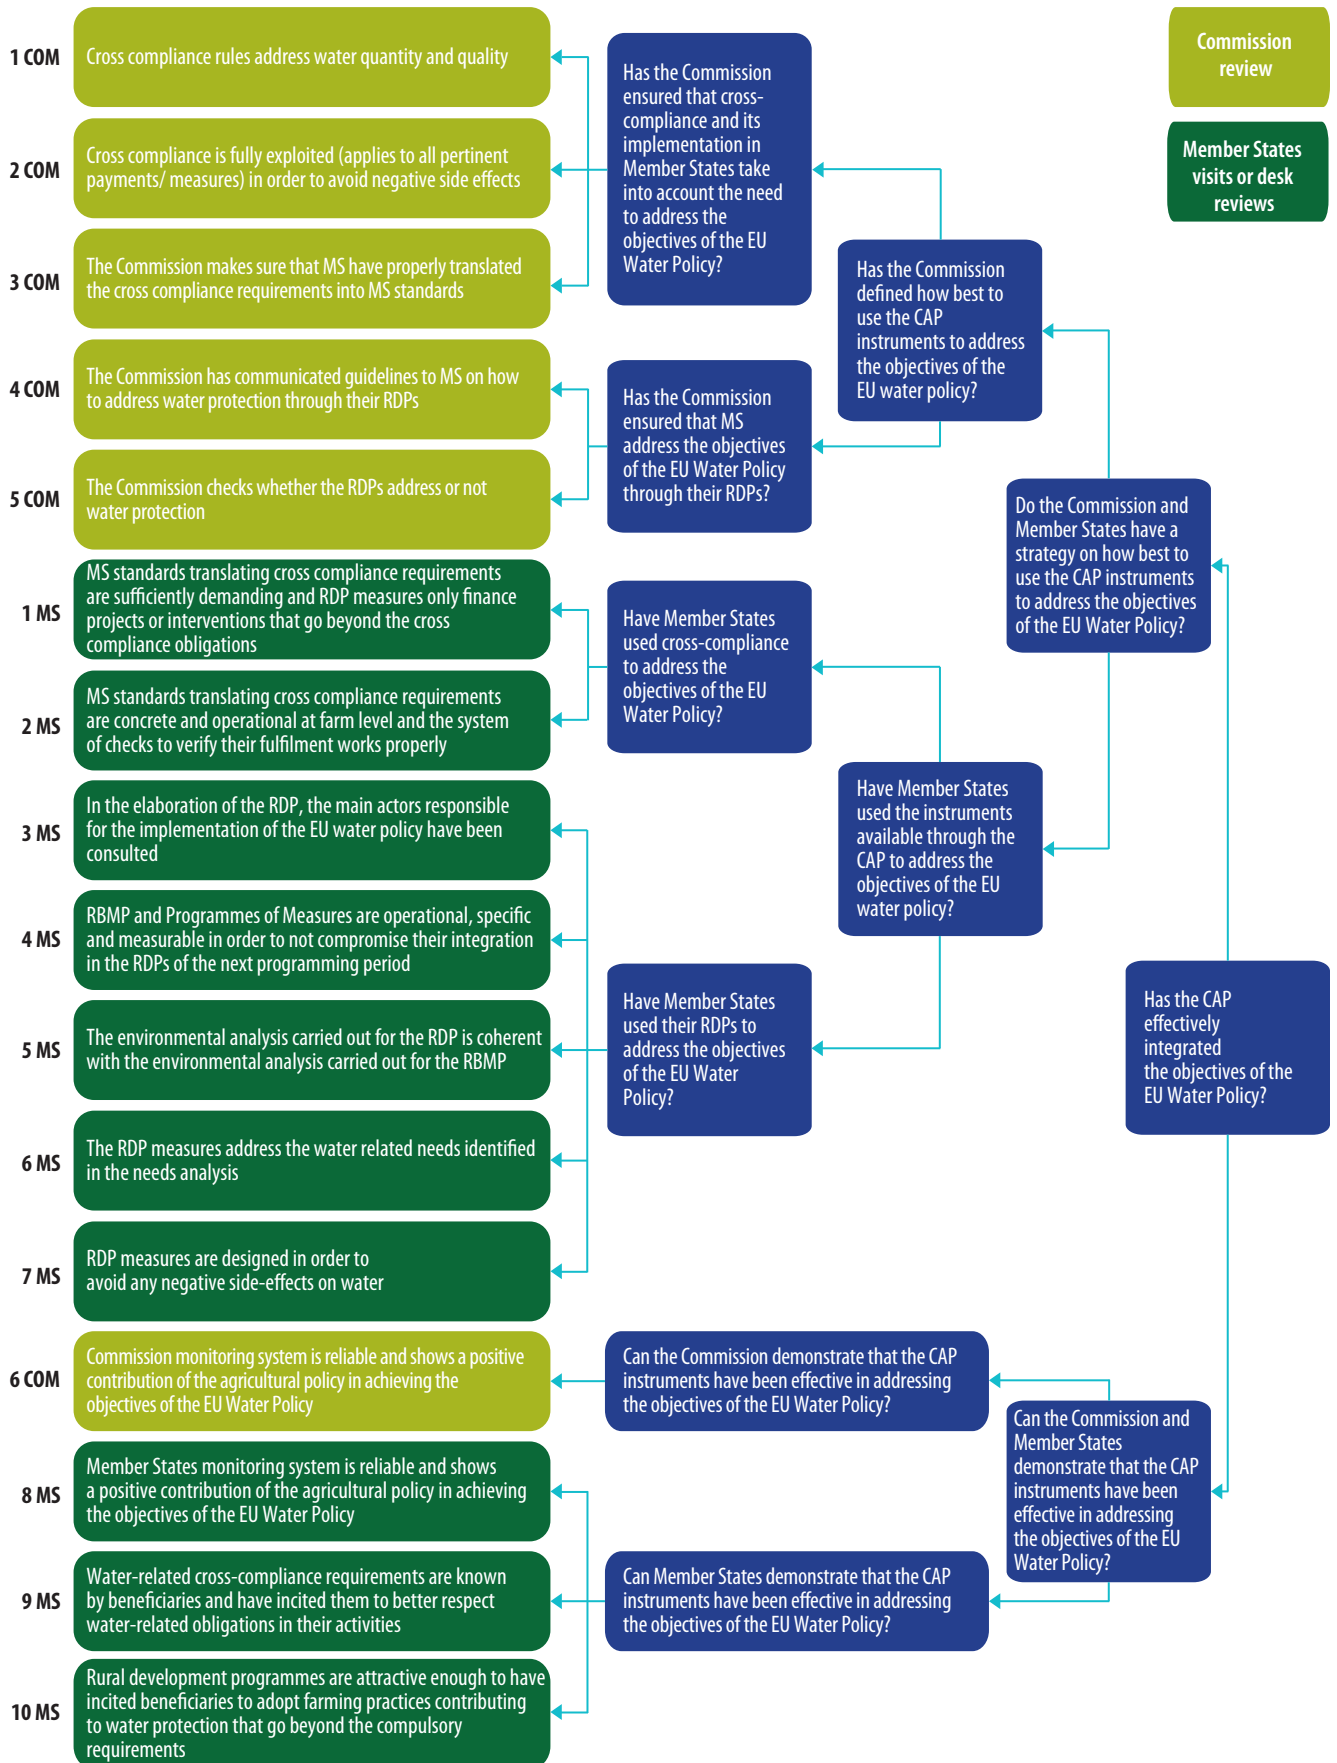 1 COM
Cross compliance rules address water quantity and quality
2 COM
Cross compliance is fully exploited (applies to all pertinent
payments/ measures) in order to avoid negative side effects
3 COM
The Commission makes sure that MS have properly translated
the cross compliance requirements into MS standards
4 COM
The Commission has communicated guidelines to MS on how
to address water protection through their RDPs
5 COM
The Commission checks whether the RDPs address or not
water protection
1 MS
MS standards translating cross compliance requirements
are sufficiently demanding and RDP measures only finance
projects or interventions that go beyond the cross
compliance obligations
2 MS
MS standards translating cross compliance requirements
are concrete and operational at farm level and the system
of checks to verify their fulfilment works properly
3 MS
In the elaboration of the RDP, the main actors responsible
for the implementation of the EU water policy have been
consulted
4 MS
RBMP and Programmes of Measures are operational, specific
and measurable in order to not compromise their integration
in the RDPs of the next programming period
5 MS
The environmental analysis carried out for the RDP is coherent
with the environmental analysis carried out for the RBMP
6 MS
The RDP measures address the water related needs identified
in the needs analysis
7 MS
RDP measures are designed in order to
avoid any negative side-effects on water
6 COM
Commission monitoring system is reliable and shows a positive
contribution of the agricultural policy in achieving the
objectives of the EU Water Policy
8 MS
Member States monitoring system is reliable and shows
a positive contribution of the agricultural policy in achieving
the objectives of the EU Water Policy
9 MS
Water-related cross-compliance requirements are known
by beneficiaries and have incited them to better respect
water-related obligations in their activities
10 MS
Rural development programmes are attractive enough to have
incited beneficiaries to adopt farming practices contributing
to water protection that go beyond the compulsory
requirements
Has the Commission
ensured that cross-
compliance and its
implementation in
Member States take
into account the need
to address the
objectives of the EU
Water Policy?
Has the Commission
ensured that MS
address the objectives
of the EU Water Policy
through their RDPs?
Have Member States
used cross-compliance
to address the
objectives of the EU
Water Policy?
Have Member States
used their RDPs to
address the objectives
of the EU Water
Policy?
Can the Commission demonstrate that the CAP
instruments have been effective in addressing
the objectives of the EU Water Policy?
Can Member States demonstrate that the CAP
instruments have been effective in addressing
the objectives of the EU Water Policy?
Has the Commission
defined how best to
use the CAP
instruments to address
the objectives of the
EU water policy?
Have Member States
used the instruments
available through the
CAP to address the
objectives of the EU
water policy?
Do the Commission and
Member States have a
strategy on how best to
use the CAP instruments
to address the objectives
of the EU Water Policy?
Can the Commission and
Member States
demonstrate that the CAP
instruments have been
effective in addressing
the objectives of the EU
Water Policy?
Has the CAP
effectively
integrated
the objectives of the
EU Water Policy?
Commission
review
Member States
visits or desk
reviews